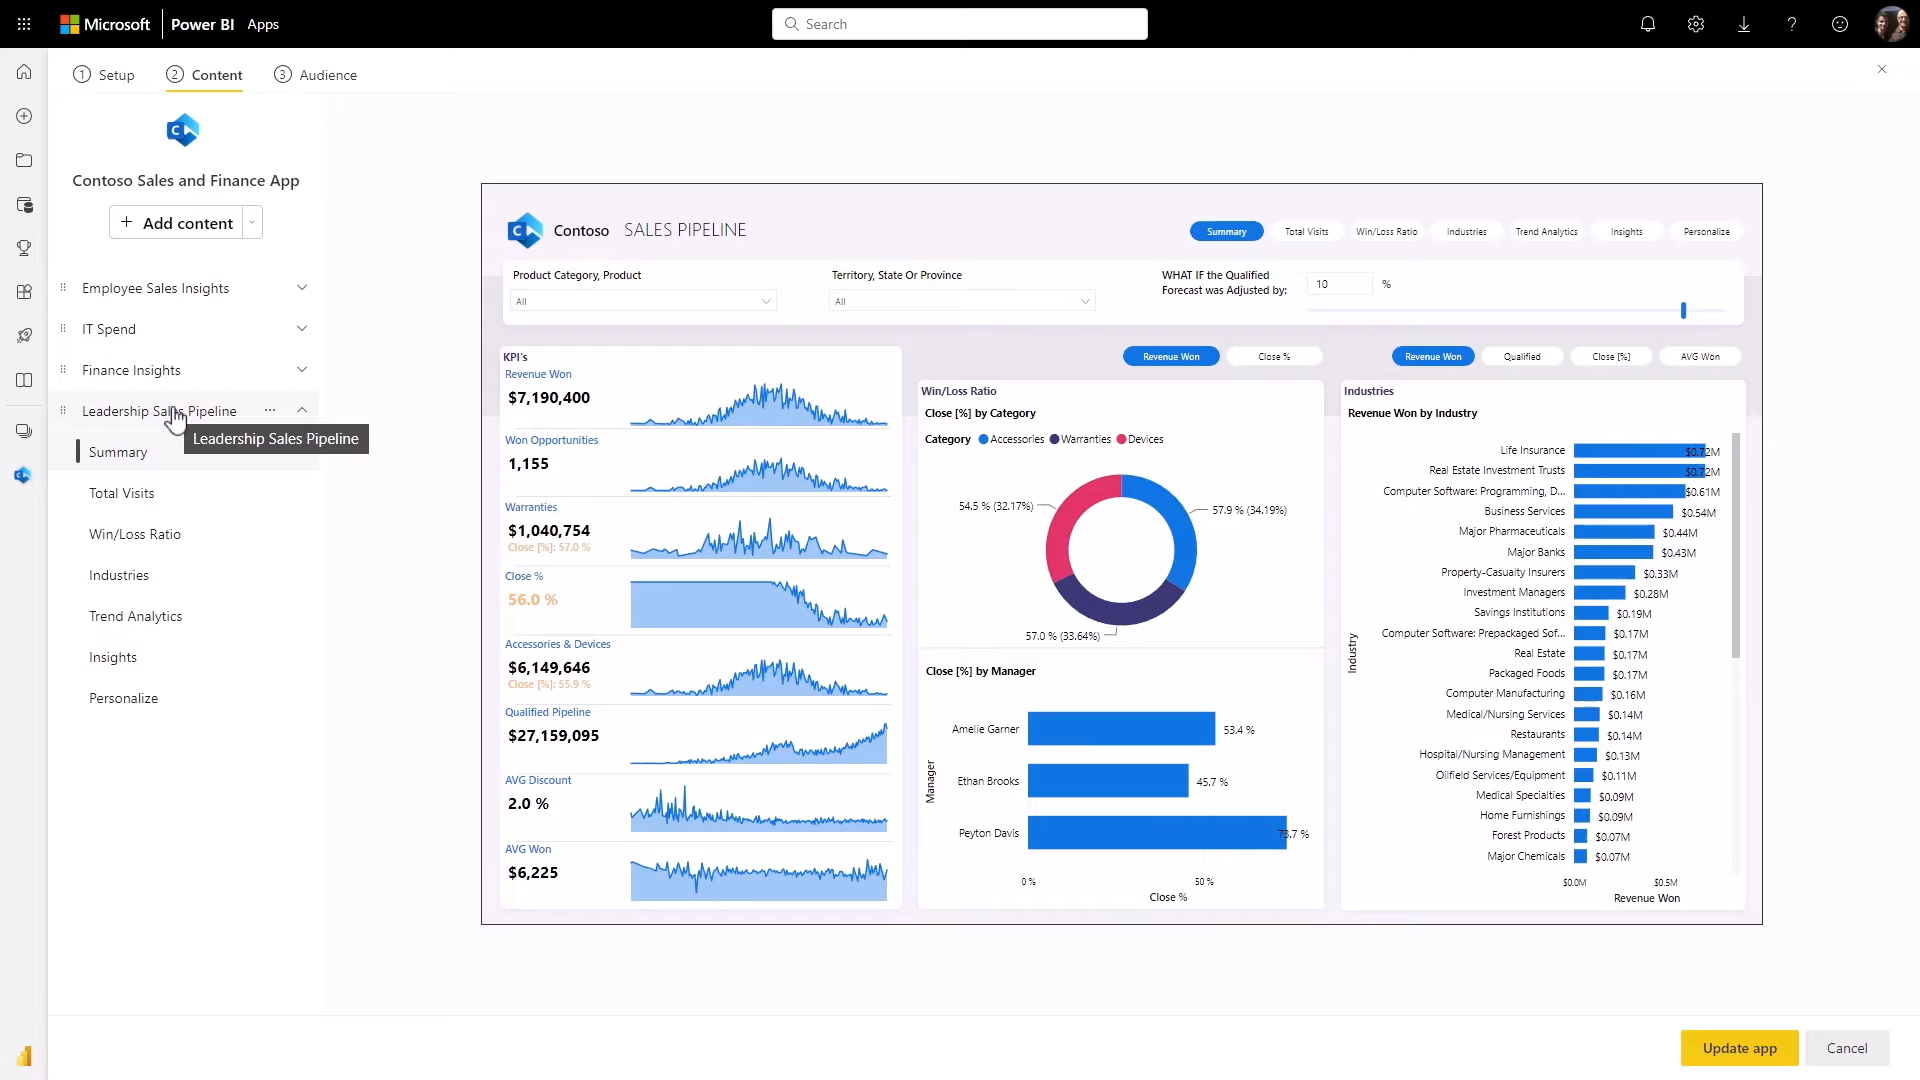 Microsoft
Power BI
Apps
Search
1 Setup
2 Content
3 Audience
Contoso Sales and Finance App
+ Add content
Employee Sales Insights
IT Spend
Finance Insights
Leadership Sales Pipeline
Leadership Sales Pipeline
Summary
Total Visits
Win/Loss Ratio
Industries
Trend Analytics
Insights
Personalize
Contoso SALES PIPELINE
Summary
Total Visits
Win/Loss Ratio
Industries
Trend Analytics
Insights
Personalize
Product Category, Product
All
Territory, State Or Province
All
WHAT IF the Qualified
Forecast was Adjusted by:
10 %
KPI's
Revenue Won
$7,190,400
Won Opportunities
1,155
Warranties
$1,040,754
Close [%]: 57.0 %
Close %
56.0 %
Accessories & Devices
$6,149,646
Close [%]: 55.9 %
Qualified Pipeline
$27,159,095
AVG Discount
2.0 %
AVG Won
$6,225
Revenue Won
Close %
Win/Loss Ratio
Close [%] by Category
Category Accessories Warranties Devices
54.5 % (32.17%)
57.9 % (34.19%)
57.0 % (33.64%)
Close [%] by Manager
Manager
Amelie Garner 53.4 %
Ethan Brooks 45.7 %
Peyton Davis 73.7 %
0 % 50 %
Close %
Revenue Won
Qualified
Close [%]
AVG Won
Industries
Revenue Won by Industry
Industry
Life Insurance $0.72M
Real Estate Investment Trusts $0.72M
Computer Software: Programming, D... $0.61M
Business Services $0.54M
Major Pharmaceuticals $0.44M
Major Banks $0.43M
Property-Casualty Insurers $0.33M
Investment Managers $0.28M
Savings Institutions $0.19M
Computer Software: Prepackaged Sof... $0.17M
Real Estate $0.17M
Packaged Foods $0.17M
Computer Manufacturing $0.16M
Medical/Nursing Services $0.14M
Restaurants $0.14M
Hospital/Nursing Management $0.13M
Oilfield Services/Equipment $0.11M
Medical Specialties $0.09M
Home Furnishings $0.09M
Forest Products $0.07M
Major Chemicals $0.07M
$0.0M $0.5M
Revenue Won
Update app
Cancel